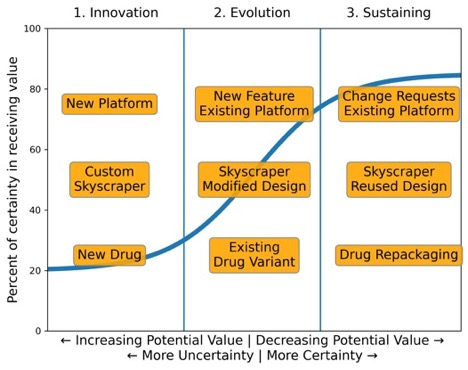 1. Innovation
2. Evolution
3. Sustaining
Percent of certainty in receiving value
100
80
60
40
20
0
New Platform
New Feature
Existing Platform
Change Requests
Existing Platform
Custom
Skyscraper
Skyscraper
Modified Design
Skyscraper
Reused Design
New Drug
Existing
Drug Variant
Drug Repackaging
← Increasing Potential Value | Decreasing Potential Value →
← More Uncertainty | More Certainty →